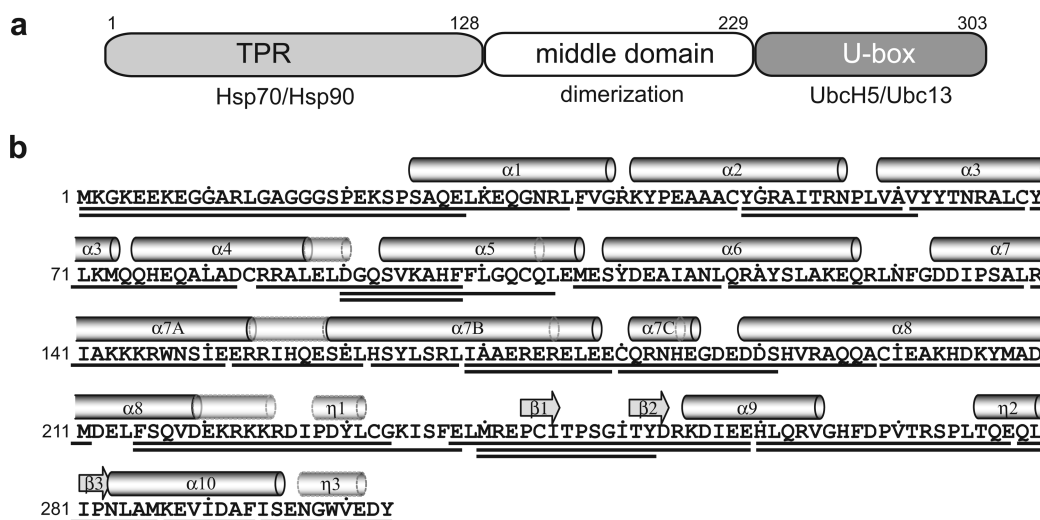 a
1 128 229 303
TPR middle domain U-box
Hsp70/Hsp90 dimerization UbcH5/Ubc13
b
α1 α2 α3
1 MKGKEEKEGGARLGAGGGSPEKSPSAQELKEQGNRLFVGRKYPEAAACYGRAITRNPLVAVYYTNRALCY
α3 α4 α5 α6 α7
71 LKMQQHEQALADCRRALELDGQSVKAHFFLGQCQLEMESYDEAIANLQRAYSLAKEQRLNFGDDIPSALR
α7A α7B α7C α8
141 IAKKKRWNSIEERRIHQESELHSYLSRLIAAERERELEECQRNHEGDEDDSHVRAQQACIEAKHDKYMAD
α8 η1 β1 β2 α9 η2
211 MDELFSQVDEKRKKRDIPDYLCGKISFELMREPCITPSGITYDRKDIEEHLQRVGHFDPVTRSPLTQEQL
β3 α10 η3
281 IPNLAMKEVIDAFISENGWVEDY